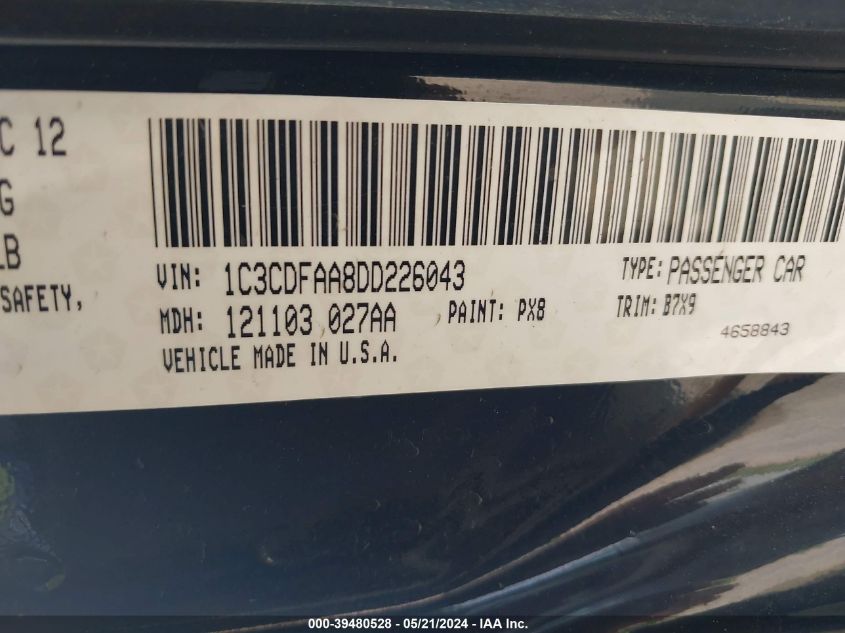 C 12
G
LB
SAFETY,
VIN: 1C3CDFAA8DD226043 TYPE: PASSENGER CAR
MDH: 121103 027AA PAINT: PX8 TRIM: B7X9
VEHICLE MADE IN U.S.A. 4658843
000-39480528 - 05/21/2024 - IAA Inc.